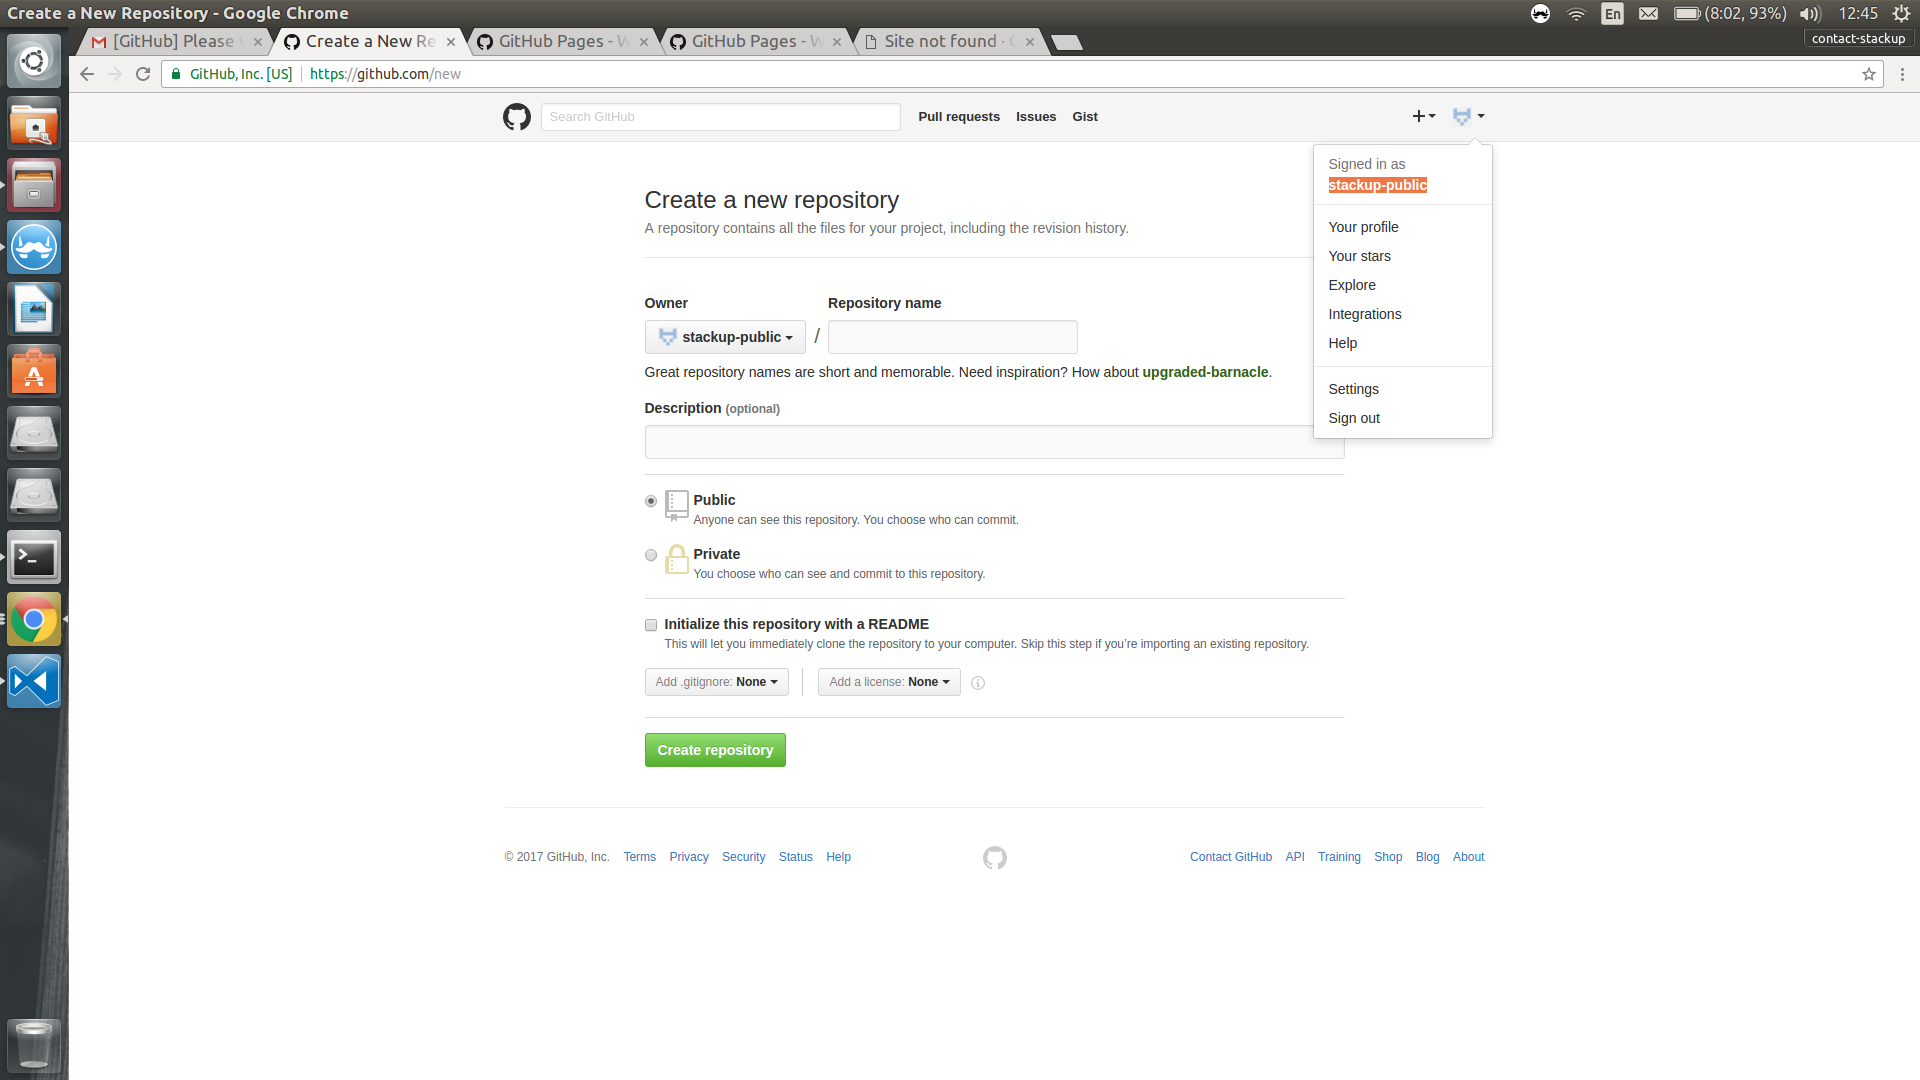 Create a New Repository - Google Chrome
En
(8:02, 93%)
12:45
[GitHub] Please
Create a New Re
GitHub Pages - W
GitHub Pages - W
Site not found ·
contact-stackup
GitHub, Inc. [US]
https://github.com/new
Search GitHub
Pull requests
Issues
Gist
Signed in as
stackup-public
Your profile
Your stars
Explore
Integrations
Help
Settings
Sign out
Create a new repository
A repository contains all the files for your project, including the revision history.
Owner
Repository name
stackup-public
/
Great repository names are short and memorable. Need inspiration? How about upgraded-barnacle.
Description (optional)
Public
Anyone can see this repository. You choose who can commit.
Private
You choose who can see and commit to this repository.
Initialize this repository with a README
This will let you immediately clone the repository to your computer. Skip this step if you’re importing an existing repository.
Add .gitignore: None
Add a license: None
Create repository
© 2017 GitHub, Inc.
Terms
Privacy
Security
Status
Help
Contact GitHub
API
Training
Shop
Blog
About